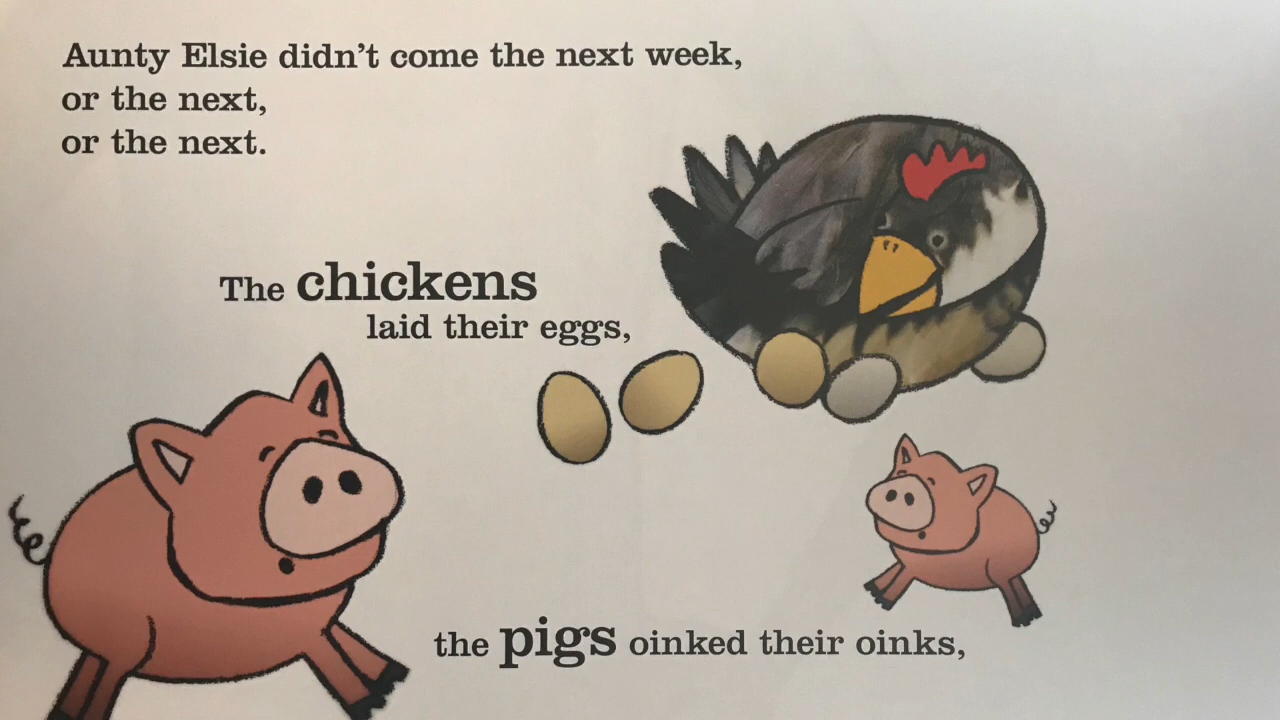 Aunty Elsie didn't come the next week,
or the next,
or the next.
The chickens
laid their eggs,
the pigs oinked their oinks,